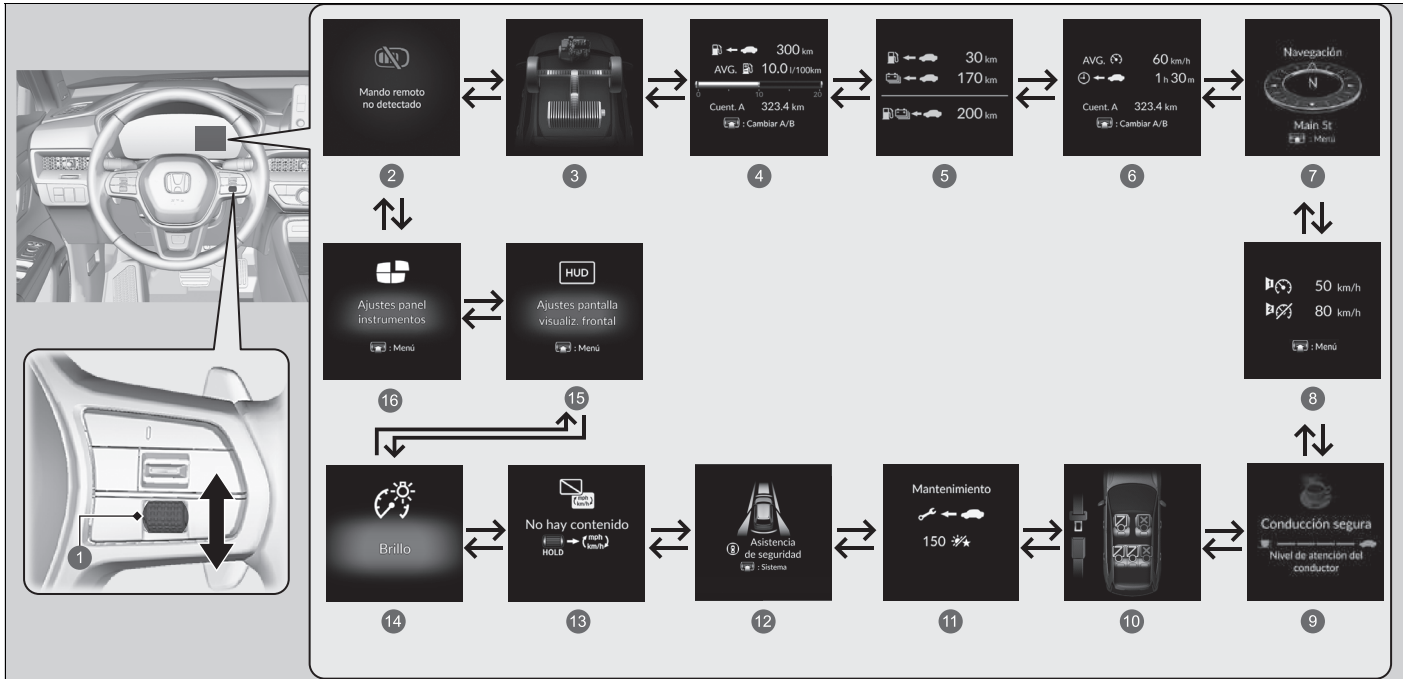 Mando remoto
no detectado
2
3
300 km
AVG. 10.0 l/100km
0 10 20
Cuent. A 323.4 km
: Cambiar A/B
4
30 km
170 km
200 km
5
AVG. 60 km/h
1 h 30 m
Cuent. A 323.4 km
: Cambiar A/B
6
Navegación
N
Main St
: Menú
7
Ajustes panel
instrumentos
: Menú
16
HUD
Ajustes pantalla
visualiz. frontal
: Menú
15
1 50 km/h
2 80 km/h
: Menú
8
1
Brillo
14
mph
km/h
No hay contenido
HOLD
mph
km/h
13
Asistencia
de seguridad
: Sistema
12
Mantenimiento
150
11
10
Conducción segura
Nivel de atención del
conductor
9